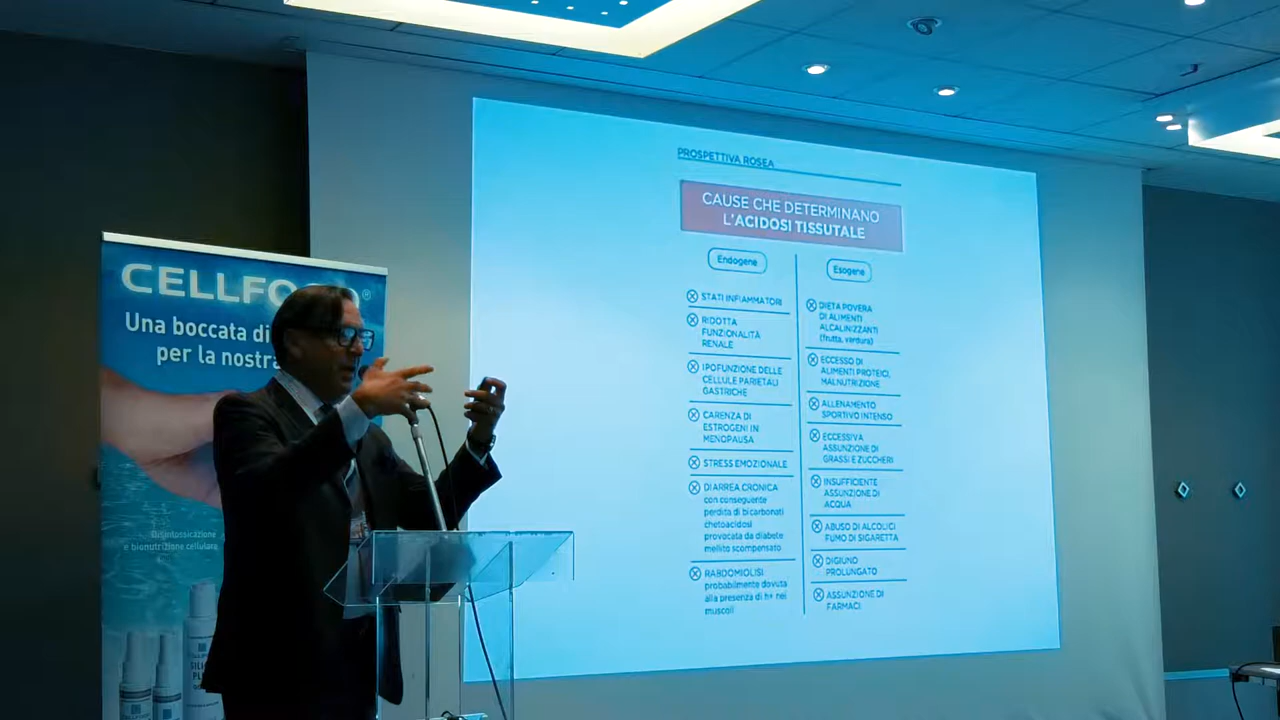 PROSPETTIVA ROSEA
CAUSE CHE DETERMINANO
L'ACIDOSI TISSUTALE
Endogene
STATI INFIAMMATORI
RIDOTTA
FUNZIONALITÀ
RENALE
IPOFUNZIONE DELLE
CELLULE PARIETALI
GASTRICHE
CARENZA DI
ESTROGENI IN
MENOPAUSA
STRESS EMOZIONALE
DIARREA CRONICA
con conseguente
perdita di bicarbonati
chetoacidosi
provocata da diabete
mellito scompensato
RABDOMIOLISI
probabilmente dovuta
alla presenza di h+ nei
muscoli
Esogene
DIETA POVERA
DI ALIMENTI
ALCALINIZZANTI
(frutta, verdura)
ECCESSO DI
ALIMENTI PROTEICI,
MALNUTRIZIONE
ALLENAMENTO
SPORTIVO INTENSO
ECCESSIVA
ASSUNZIONE DI
GRASSI E ZUCCHERI
INSUFFICIENTE
ASSUNZIONE DI
ACQUA
ABUSO DI ALCOLICI
FUMO DI SIGARETTA
DIGIUNO
PROLUNGATO
ASSUNZIONE DI
FARMACI
CELLFOOD®
Una boccata di
per la nostra
Disintossicazione
e bionutrizione cellulare